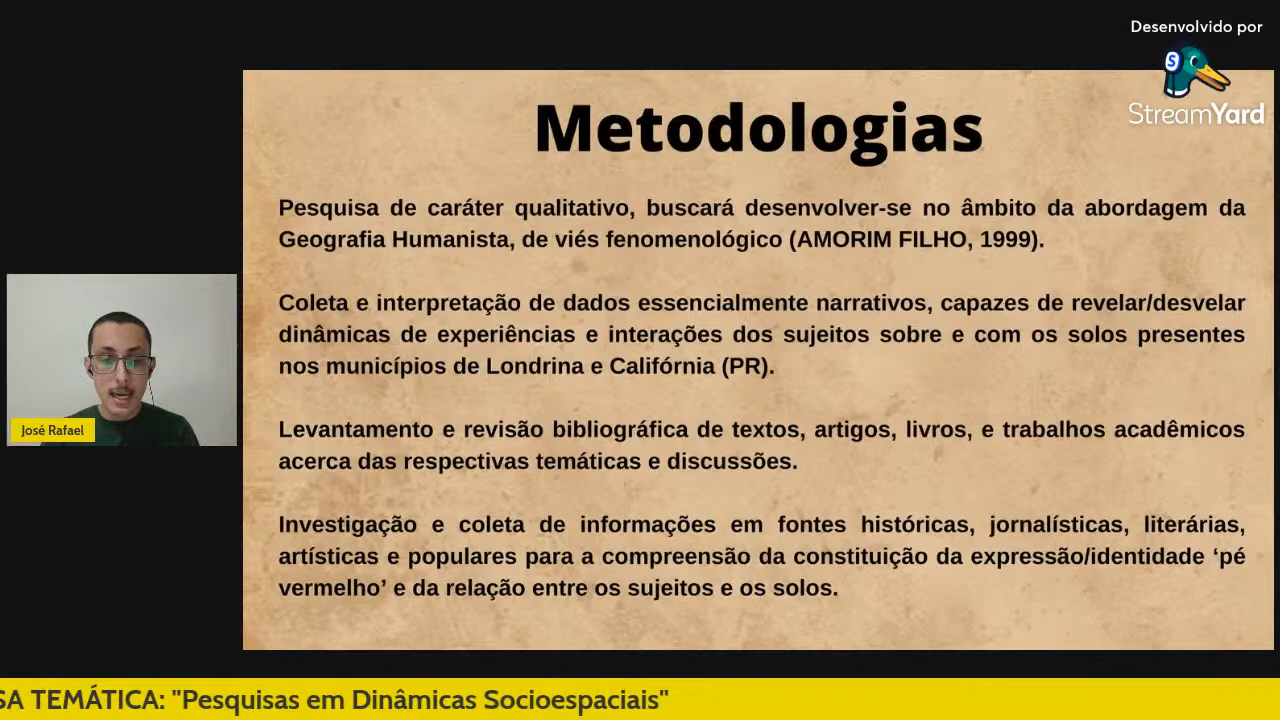 Desenvolvido por
StreamYard
Metodologias
Pesquisa de caráter qualitativo, buscará desenvolver-se no âmbito da abordagem da
Geografia Humanista, de viés fenomenológico (AMORIM FILHO, 1999).
Coleta e interpretação de dados essencialmente narrativos, capazes de revelar/desvelar
dinâmicas de experiências e interações dos sujeitos sobre e com os solos presentes
nos municípios de Londrina e Califórnia (PR).
Levantamento e revisão bibliográfica de textos, artigos, livros, e trabalhos acadêmicos
acerca das respectivas temáticas e discussões.
Investigação e coleta de informações em fontes históricas, jornalísticas, literárias,
artísticas e populares para a compreensão da constituição da expressão/identidade ‘pé
vermelho’ e da relação entre os sujeitos e os solos.
José Rafael
SA TEMÁTICA: "Pesquisas em Dinâmicas Socioespaciais"